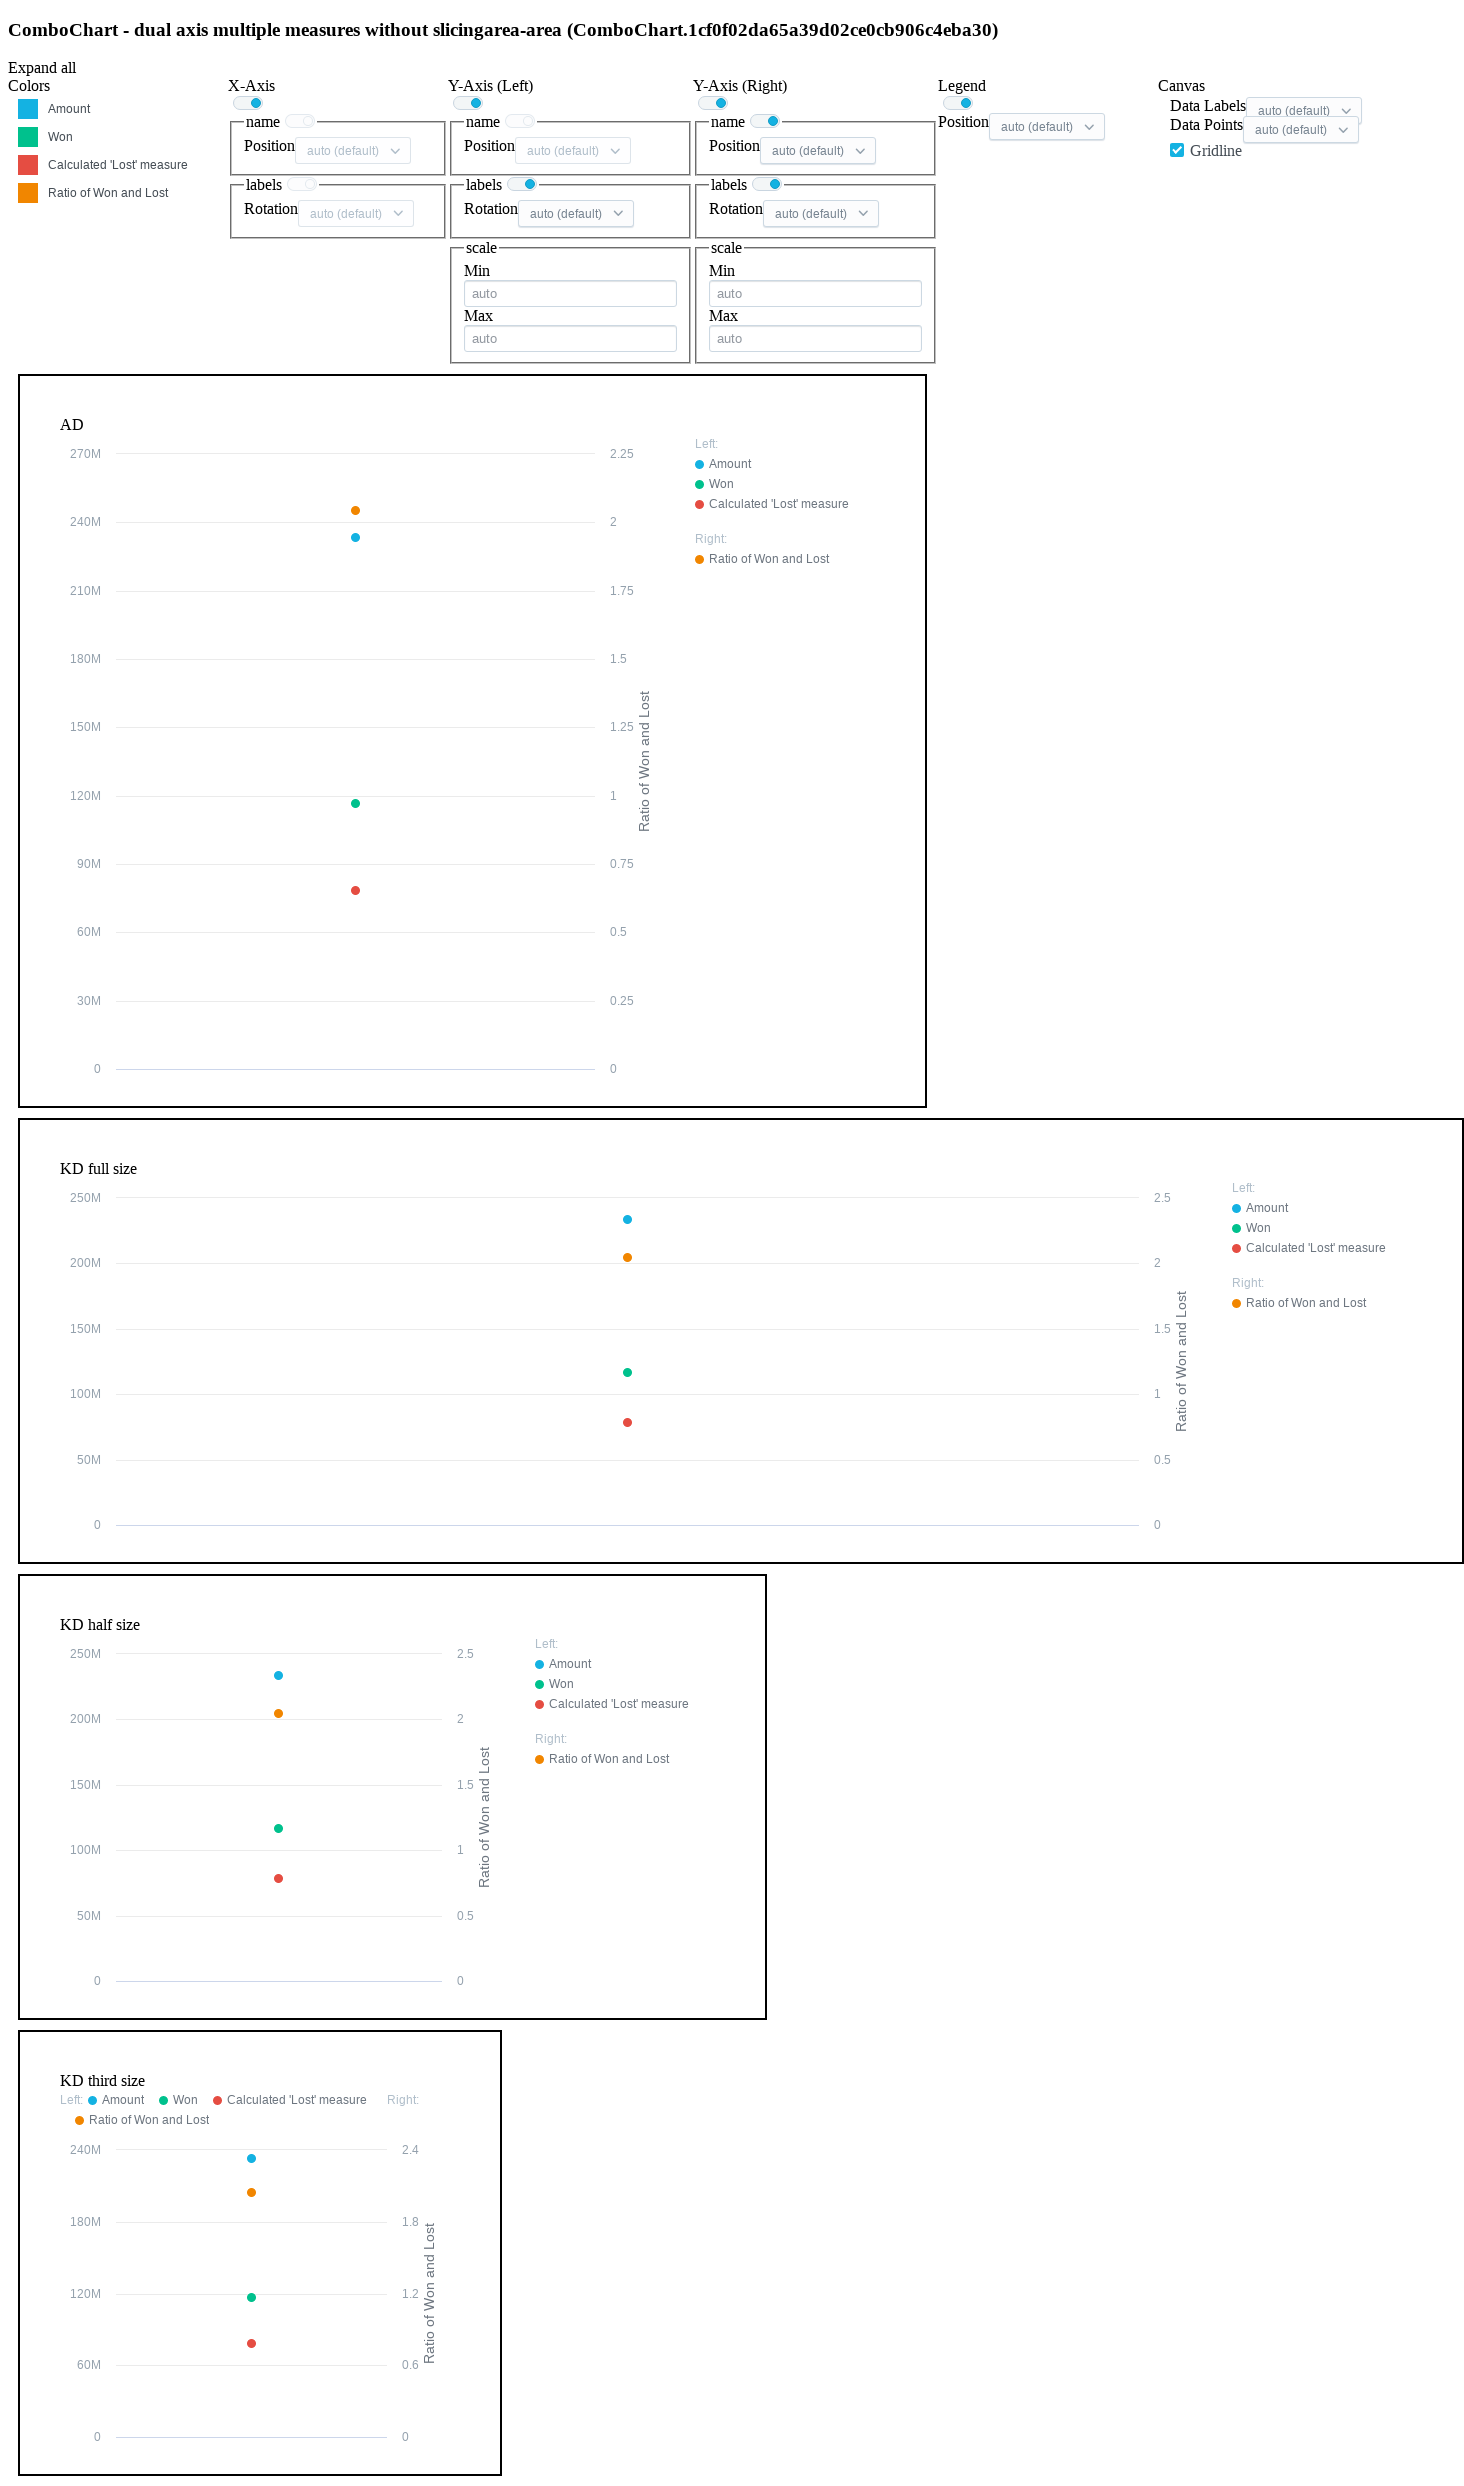 ComboChart - dual axis multiple measures without slicingarea-area (ComboChart.1cf0f02da65a39d02ce0cb906c4eba30)
Expand all
Colors
Amount
Won
Calculated 'Lost' measure
Ratio of Won and Lost
X-Axis
name
Position auto (default)
labels
Rotation auto (default)
Y-Axis (Left)
name
Position auto (default)
labels
Rotation auto (default)
scale
Min
auto
Max
auto
Y-Axis (Right)
name
Position auto (default)
labels
Rotation auto (default)
scale
Min
auto
Max
auto
Legend
Position auto (default)
Canvas
Data Labels auto (default)
Data Points auto (default)
Gridline
AD
270M 2.25
240M 2
210M 1.75
180M 1.5
150M 1.25
120M 1
90M 0.75
60M 0.5
30M 0.25
0 0
Ratio of Won and Lost
Left:
Amount
Won
Calculated 'Lost' measure
Right:
Ratio of Won and Lost
KD full size
250M 2.5
200M 2
150M 1.5
100M 1
50M 0.5
0 0
Ratio of Won and Lost
Left:
Amount
Won
Calculated 'Lost' measure
Right:
Ratio of Won and Lost
KD half size
250M 2.5
200M 2
150M 1.5
100M 1
50M 0.5
0 0
Ratio of Won and Lost
Left:
Amount
Won
Calculated 'Lost' measure
Right:
Ratio of Won and Lost
KD third size
Left: Amount Won Calculated 'Lost' measure Right:
Ratio of Won and Lost
240M 2.4
180M 1.8
120M 1.2
60M 0.6
0 0
Ratio of Won and Lost